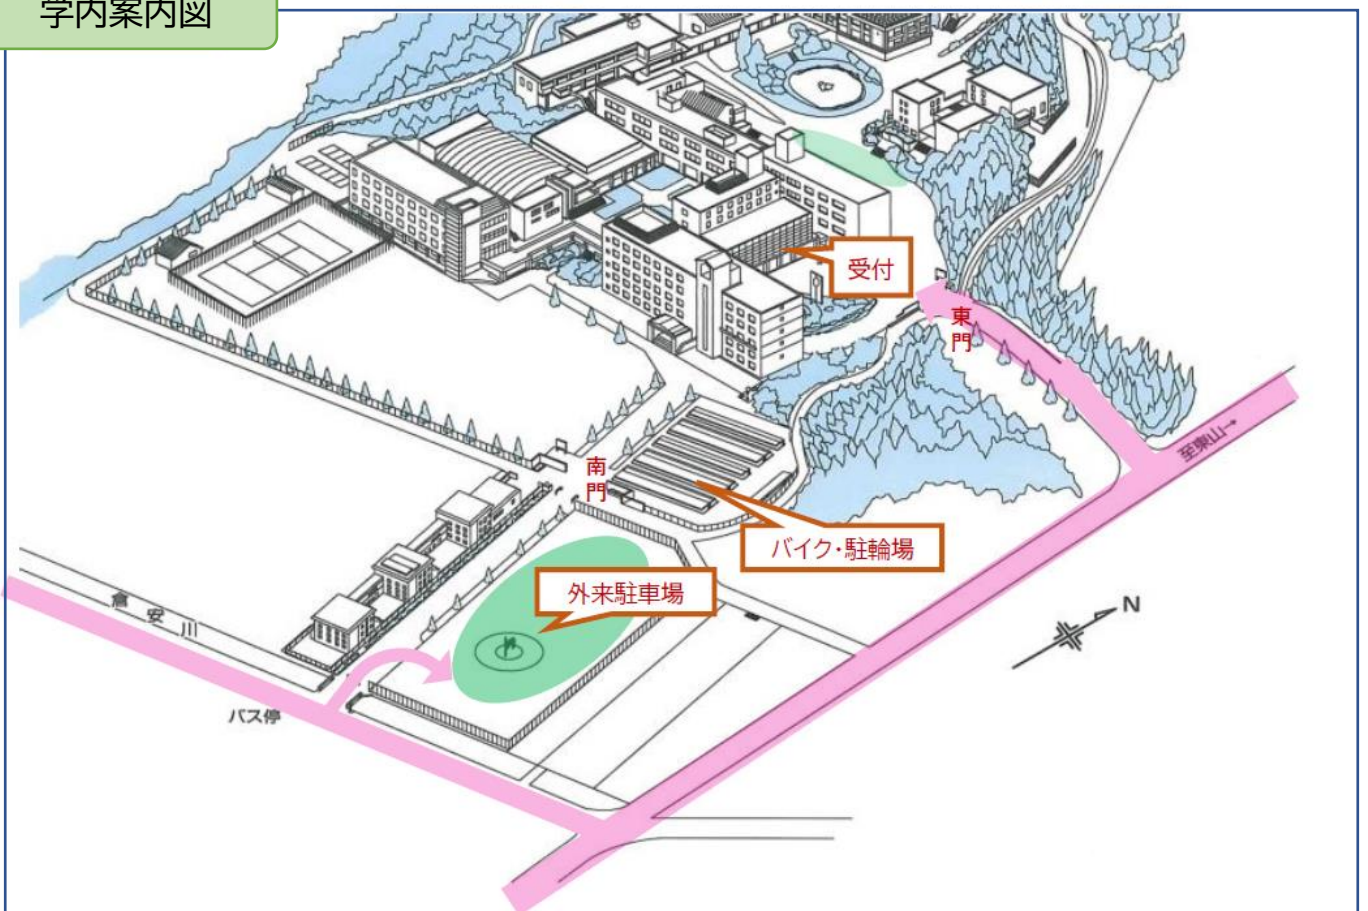 学内案内図
受付
東門
至東山→
南門
バイク・駐輪場
外来駐車場
N
倉安川
バス停